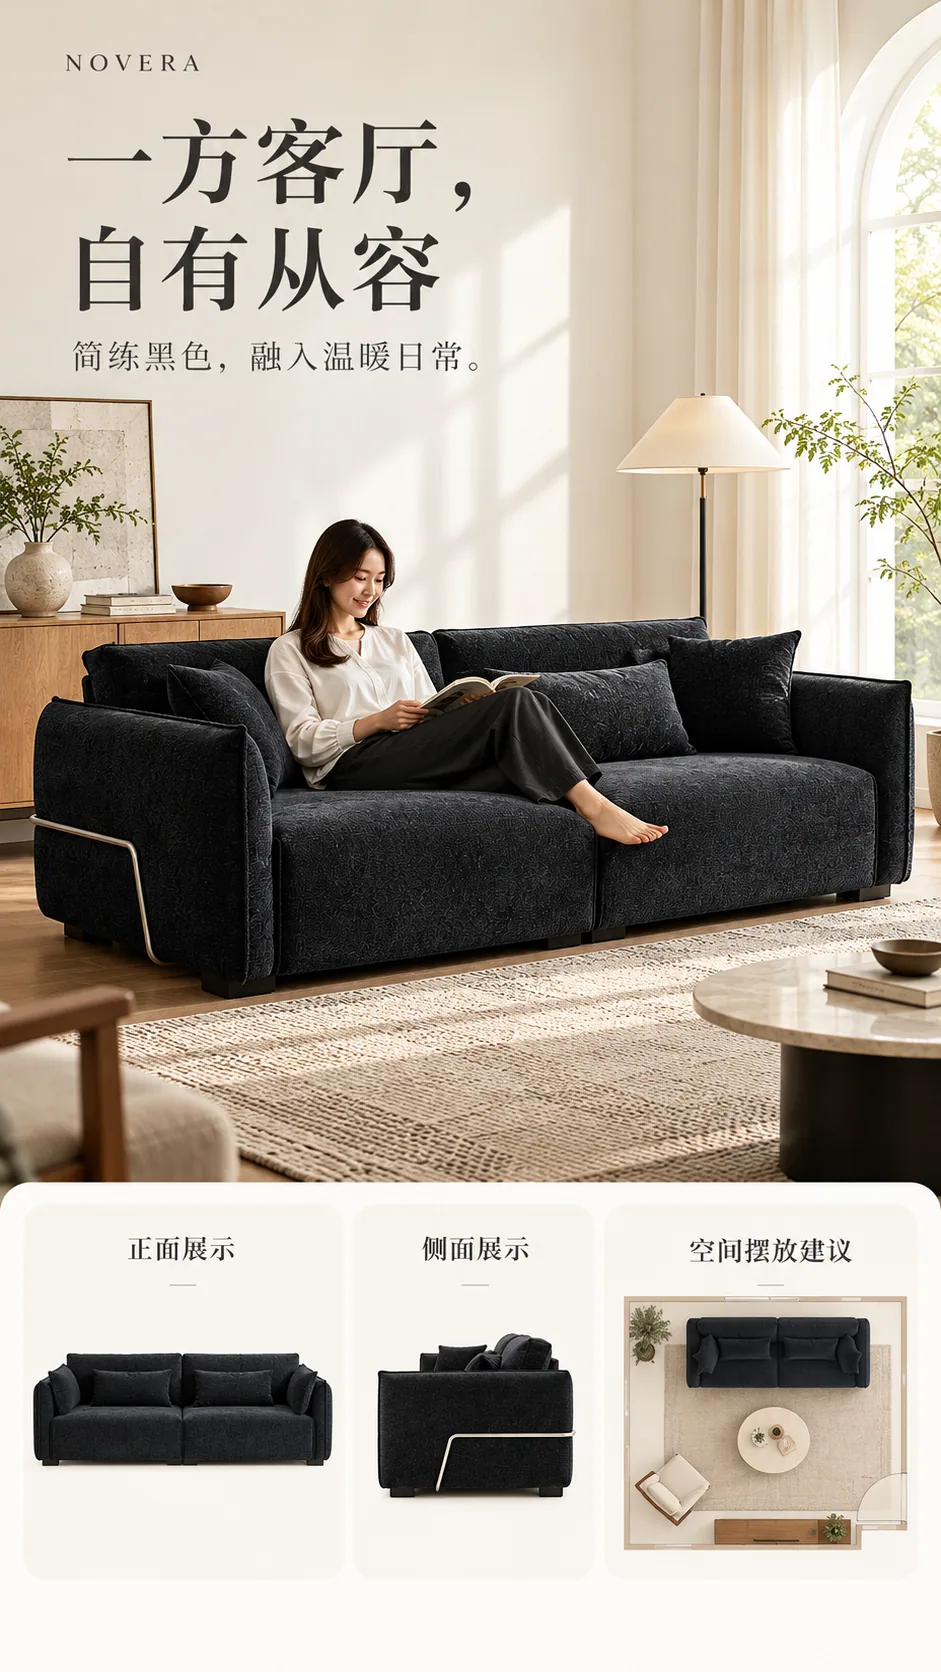 NOVERA
一方客厅，
自有从容
简练黑色，融入温暖日常。
正面展示
侧面展示
空间摆放建议